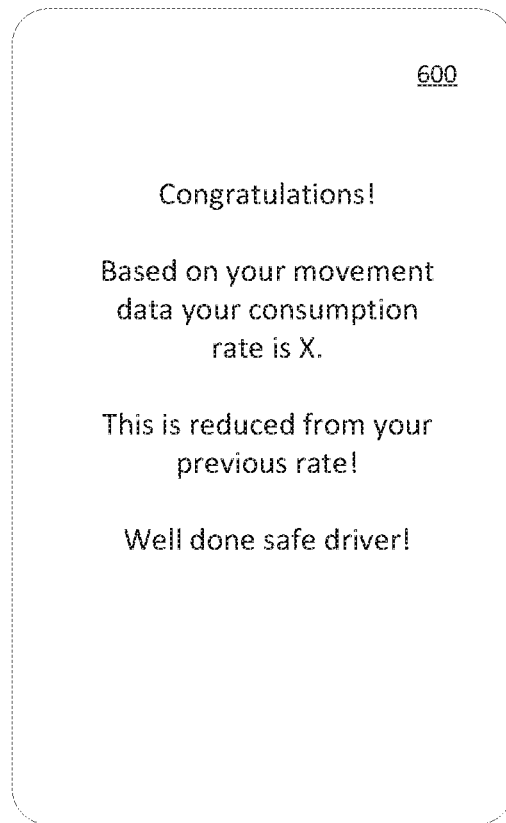 600
Congratulations!
Based on your movement
data your consumption
rate is X.
This is reduced from your
previous rate!
Well done safe driver!